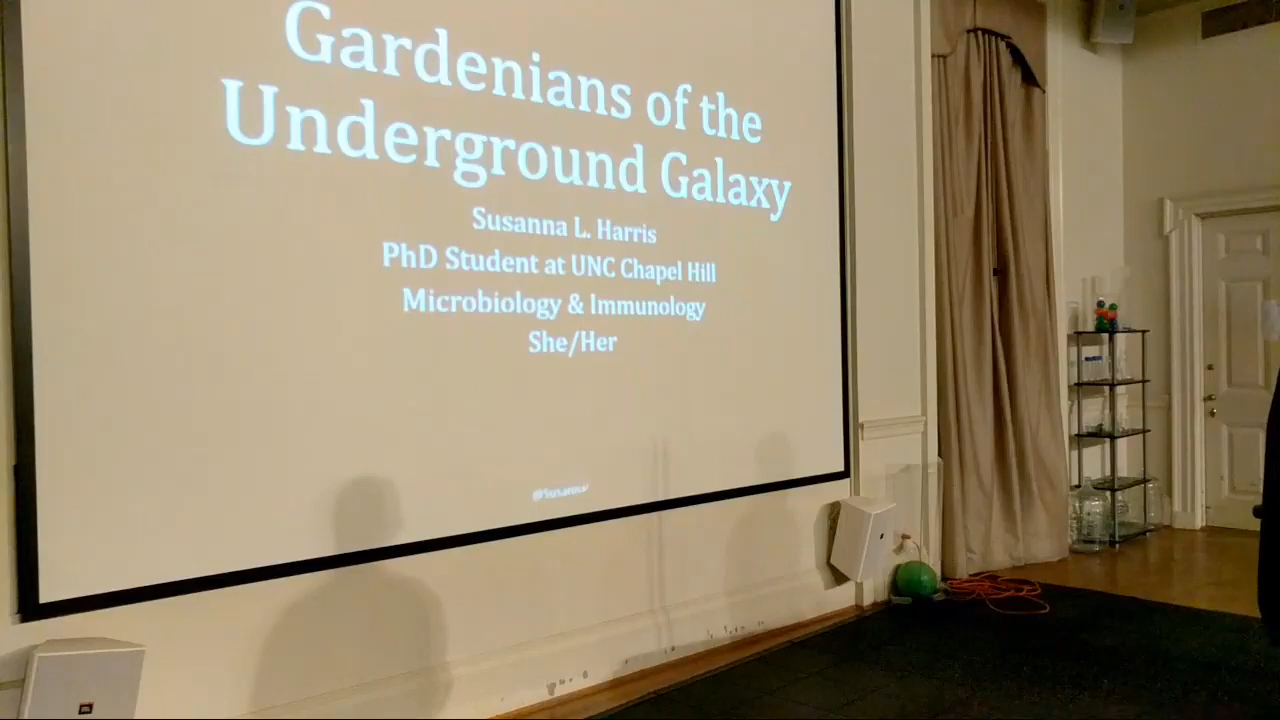 Gardenians of the
Underground Galaxy
Susanna L. Harris
PhD Student at UNC Chapel Hill
Microbiology & Immunology
She/Her